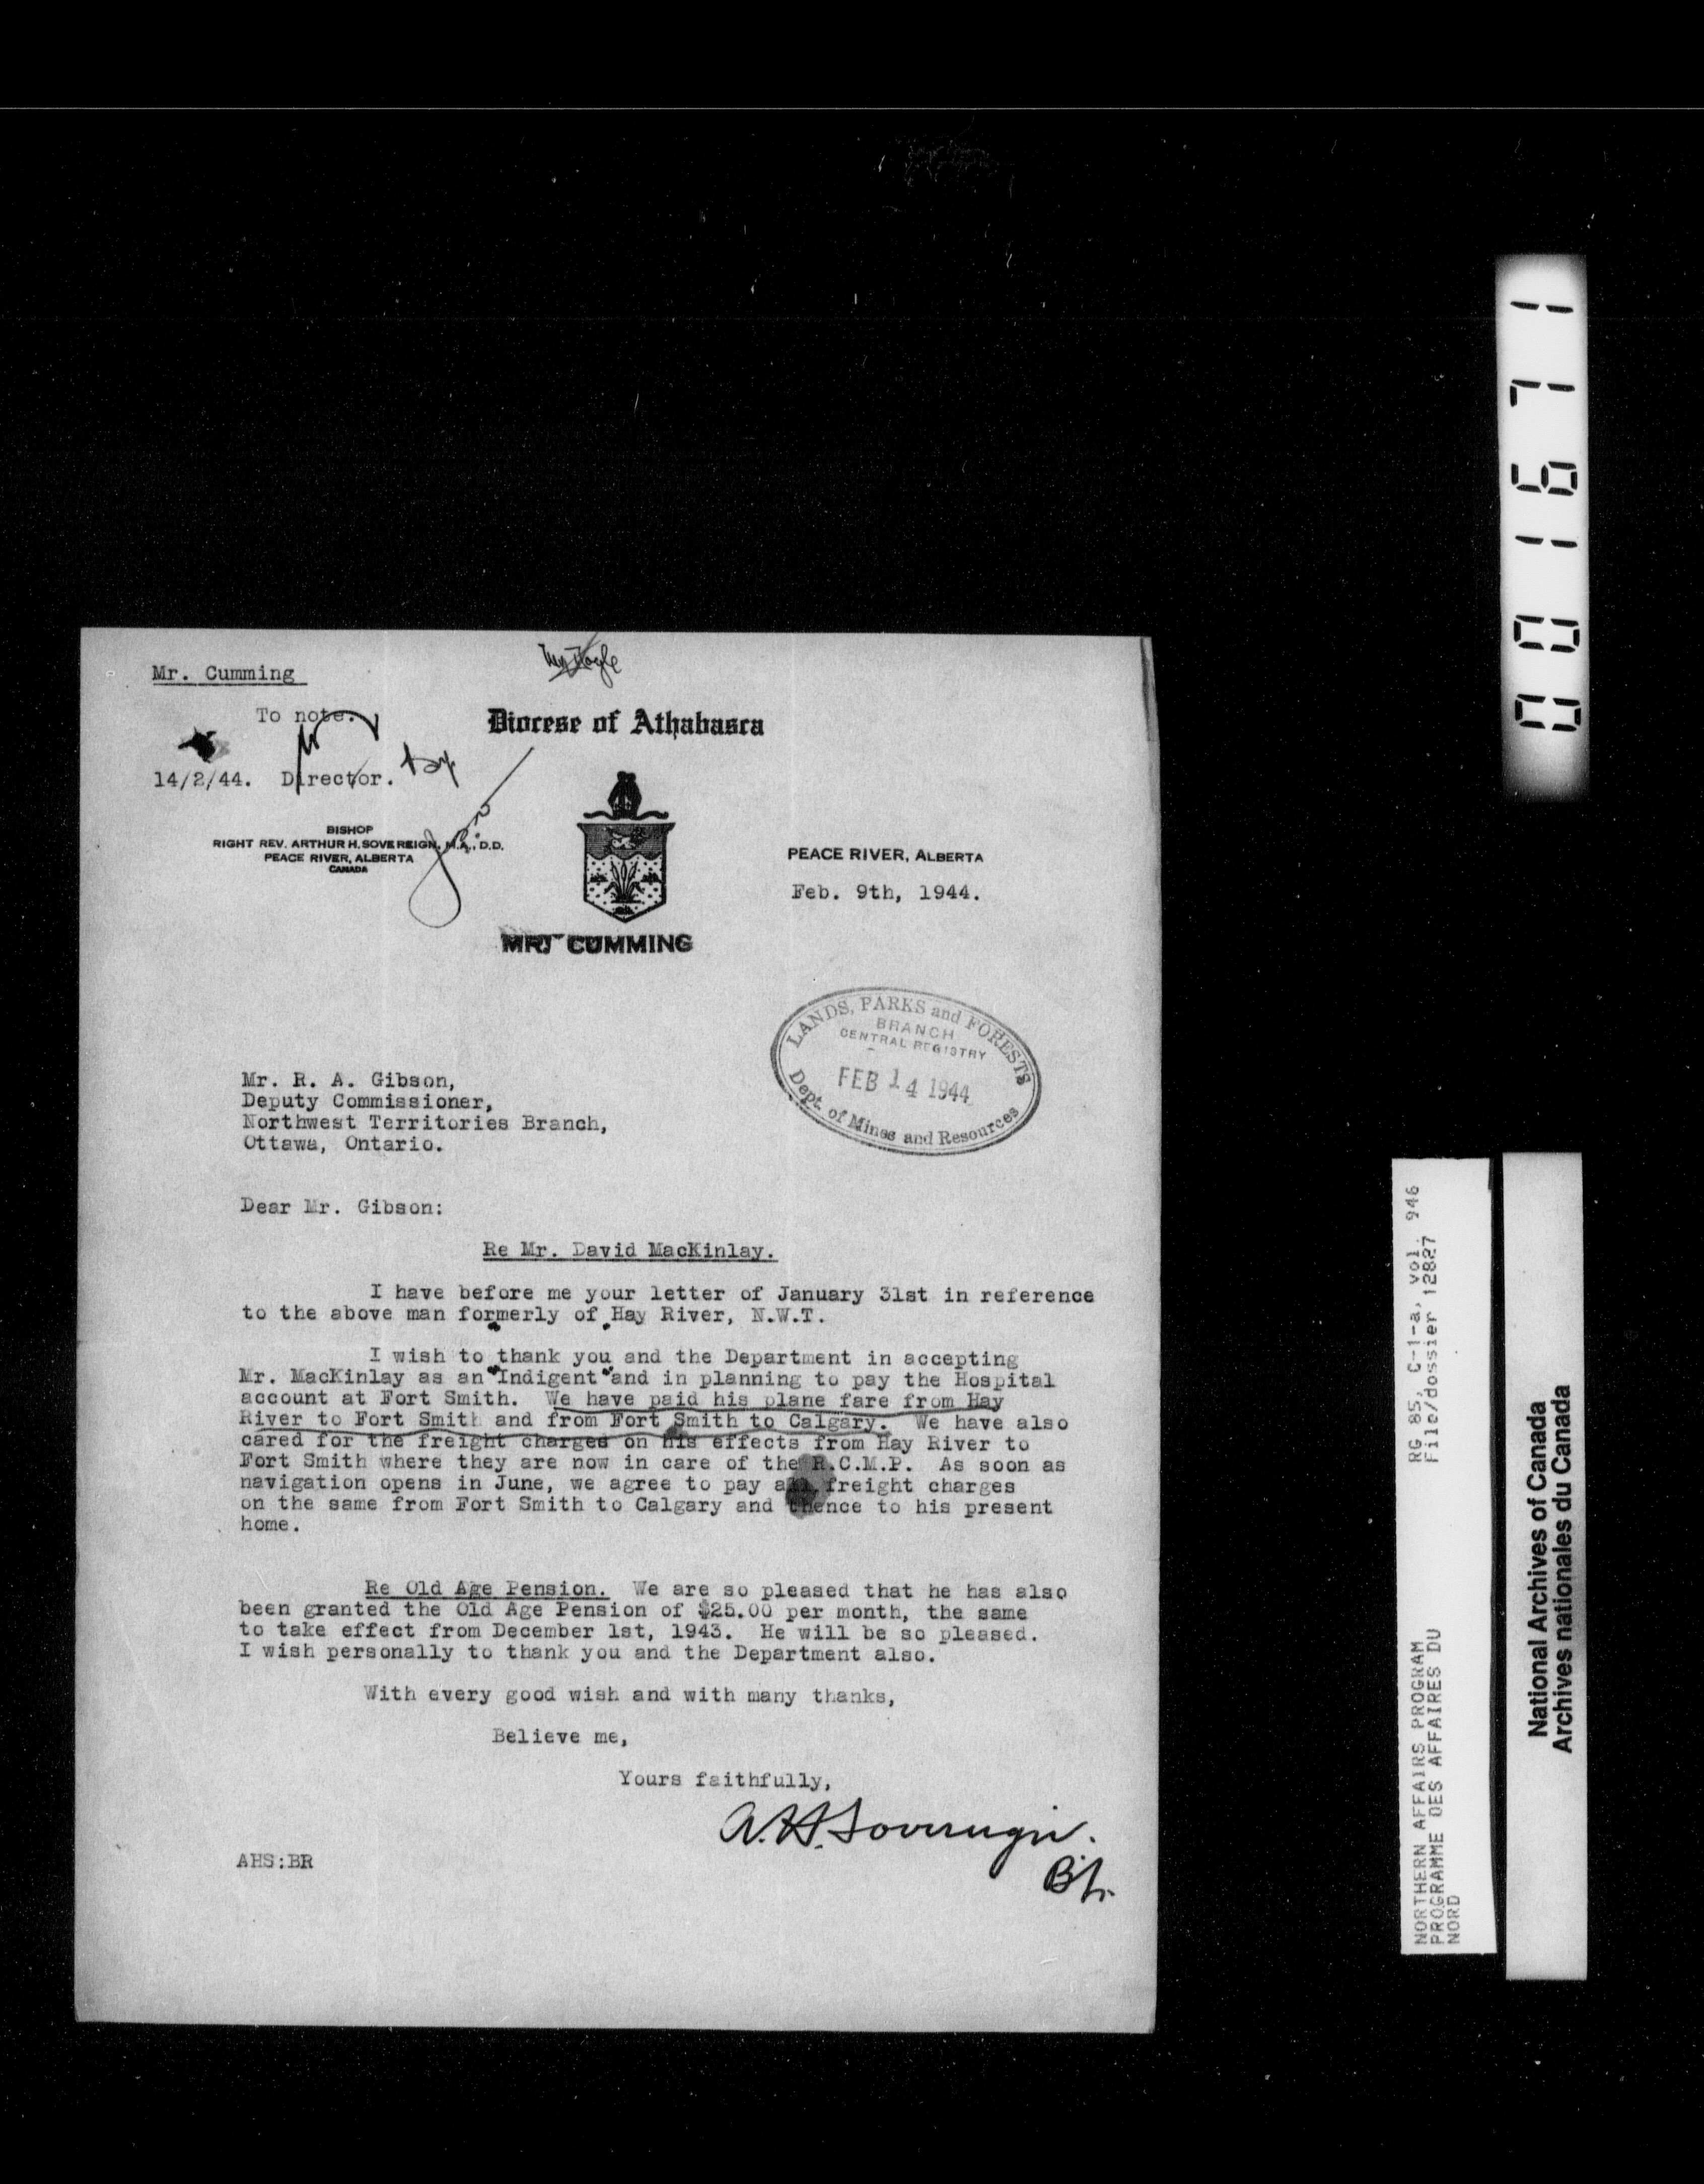 Mr. Cumming
To note.
14/2/44. Director.
Diocese of Athabasca
BISHOP
RIGHT REV. ARTHUR H. SOVEREIGN, M.A., D.D.
PEACE RIVER, ALBERTA
CANADA
PEACE RIVER, ALBERTA
Feb. 9th, 1944.
MR. CUMMING
LANDS, PARKS and FORESTS
BRANCH
CENTRAL REGISTRY
FEB 14 1944
Dept. of Mines and Resources
Mr. R. A. Gibson,
Deputy Commissioner,
Northwest Territories Branch,
Ottawa, Ontario.
Dear Mr. Gibson:
Re Mr. David MacKinlay.
I have before me your letter of January 31st in reference
to the above man formerly of Hay River, N.W.T.
I wish to thank you and the Department in accepting
Mr. MacKinlay as an "Indigent" and in planning to pay the Hospital
account at Fort Smith. We have paid his plane fare from Hay
River to Fort Smith and from Fort Smith to Calgary. We have also
cared for the freight charges on his effects from Hay River to
Fort Smith where they are now in care of the R.C.M.P. As soon as
navigation opens in June, we agree to pay all freight charges
on the same from Fort Smith to Calgary and thence to his present
home.
Re Old Age Pension. We are so pleased that he has also
been granted the Old Age Pension of $25.00 per month, the same
to take effect from December 1st, 1943. He will be so pleased.
I wish personally to thank you and the Department also.
With every good wish and with many thanks,
Believe me,
Yours faithfully,
A. H. Sovereign.
Bp.
AHS:BR
001671
RG 85, C-1-a, vol. 946
File/dossier 12887
NORTHERN AFFAIRS PROGRAM
PROGRAMME DES AFFAIRES DU
NORD
National Archives of Canada
Archives nationales du Canada